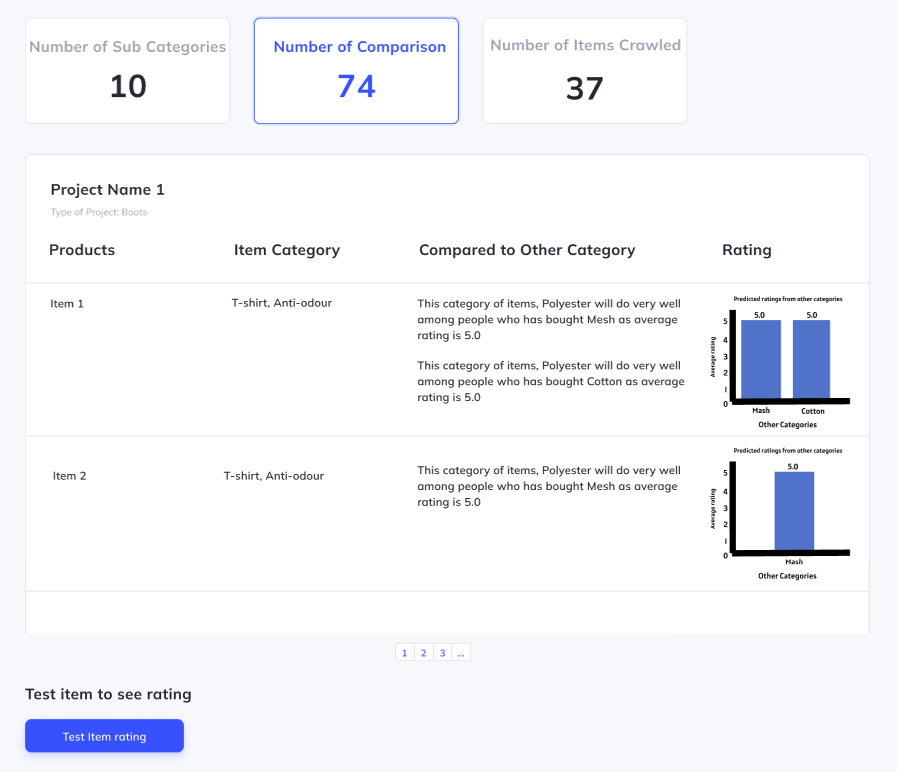 Number of Sub Categories
10
Number of Comparison
74
Number of Items Crawled
37
Project Name 1
Type of Project: Boots
Products
Item Category
Compared to Other Category
Rating
Item 1
T-shirt, Anti-odour
This category of items, Polyester will do very well
among people who has bought Mesh as average
rating is 5.0
This category of items, Polyester will do very well
among people who has bought Cotton as average
rating is 5.0
Predicted ratings from other categories
5.0
5.0
5
4
3
2
1
0
Average rating
Mash
Cotton
Other Categories
Item 2
T-shirt, Anti-odour
This category of items, Polyester will do very well
among people who has bought Mesh as average
rating is 5.0
Predicted ratings from other categories
5.0
5
4
3
2
1
0
Average rating
Mash
Other Categories
1 2 3 ...
Test item to see rating
Test Item rating